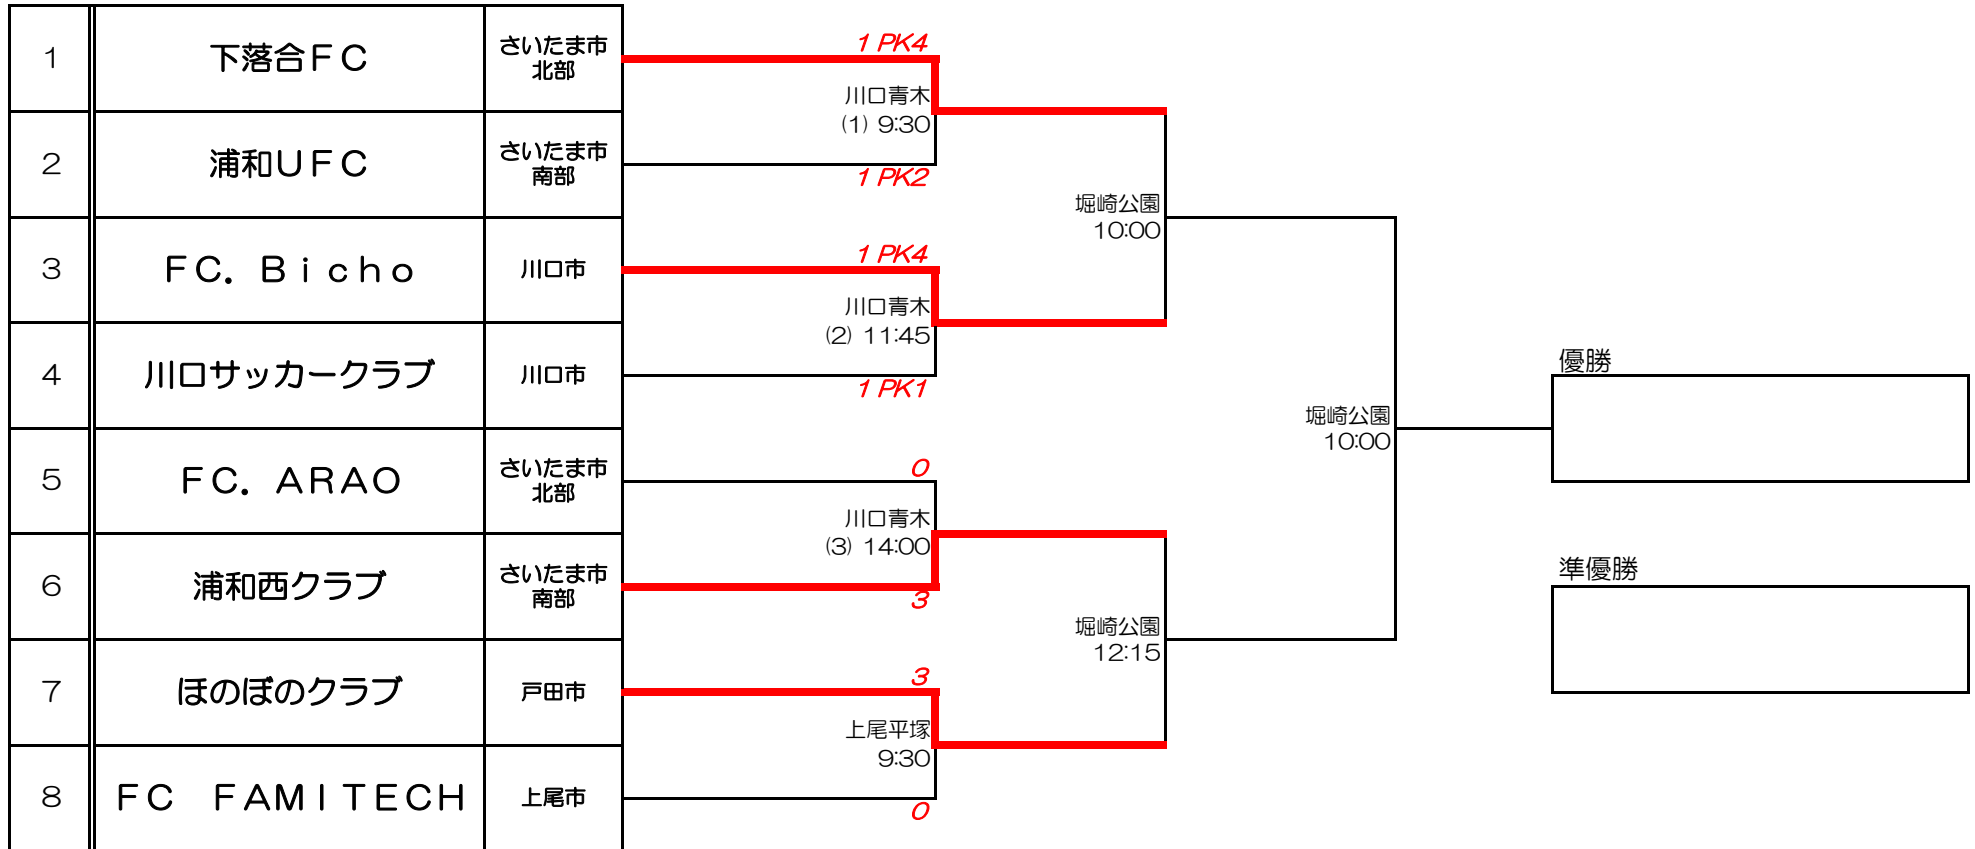 1 下落合ＦＣ さいたま市
北部
1 PK4
川口青木
(1) 9:30
2 浦和ＵＦＣ さいたま市
南部
1 PK2
堀崎公園
10:00
3 ＦＣ．Ｂｉｃｈｏ 川口市
1 PK4
川口青木
(2) 11:45
4 川口サッカークラブ 川口市
1 PK1
優勝
堀崎公園
10:00
5 ＦＣ．ＡＲＡＯ さいたま市
北部
0
川口青木
(3) 14:00
6 浦和西クラブ さいたま市
南部
3
準優勝
堀崎公園
12:15
7 ほのぼのクラブ 戸田市
3
上尾平塚
9:30
8 ＦＣ　ＦＡＭＩＴＥＣＨ 上尾市
0